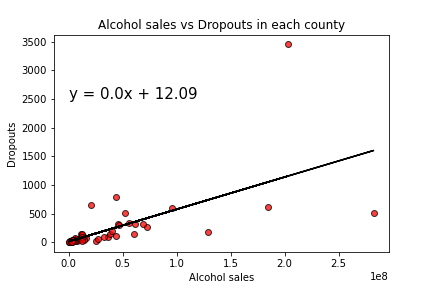 Alcohol sales vs Dropouts in each county
3500
3000
2500
2000
1500
1000
500
0
y = 0.0x + 12.09
Dropouts
0.0 0.5 1.0 1.5 2.0 2.5
1e8
Alcohol sales